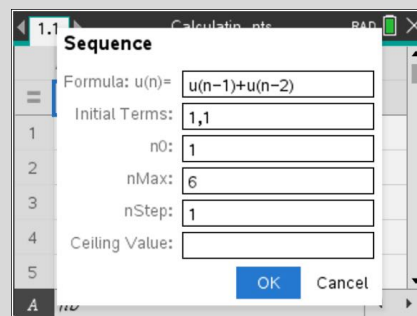 1.1 RAD
Sequence
Formula: u(n)= u(n−1)+u(n−2)
Initial Terms: 1,1
n0: 1
nMax: 6
nStep: 1
Ceiling Value:
OK Cancel
=
1
2
3
4
5
A